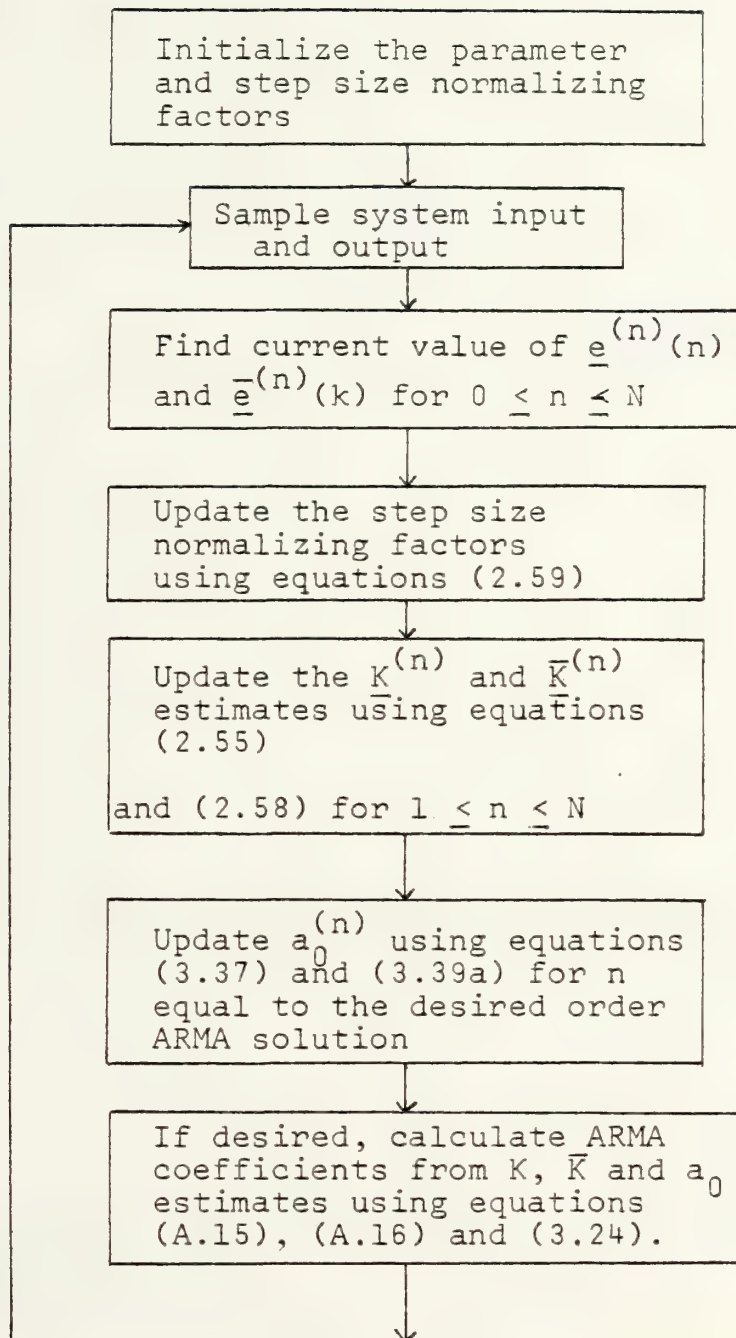 Initialize the parameter
and step size normalizing
factors
Sample system input
and output
Find current value of e̲^(n)(n)
and e̲̅^(n)(k) for 0 ≤ n ≤ N
Update the step size
normalizing factors
using equations (2.59)
Update the K̲^(n) and K̲̅^(n)
estimates using equations
(2.55)
and (2.58) for 1 ≤ n ≤ N
Update a_0^(n) using equations
(3.37) and (3.39a) for n
equal to the desired order
ARMA solution
If desired, calculate ARMA
coefficients from K, K̅ and a_0
estimates using equations
(A.15), (A.16) and (3.24).